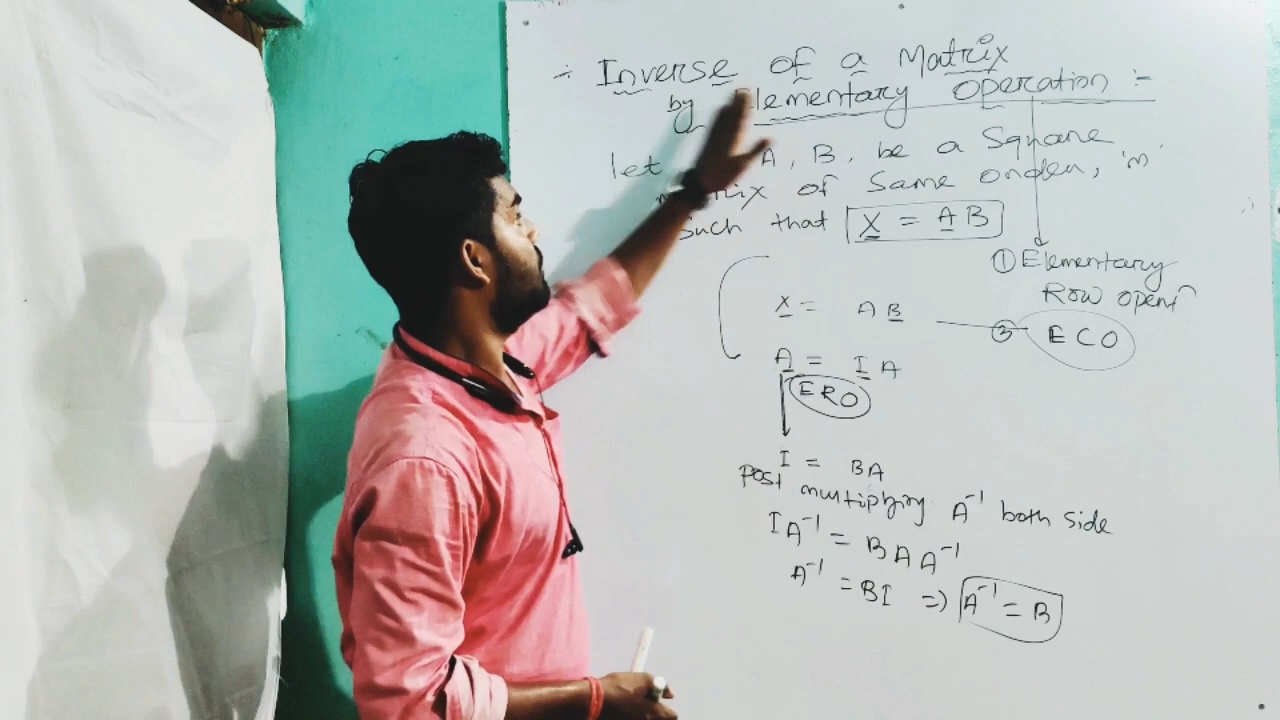 ÷ Inverse of a Matrix
by Elementary Operation :-
let A, B, be a Square
matrix of same order, 'n'
such that X = AB
① Elementary
Row operⁿ
X = AB
② ECO
A = IA
ERO
I = BA
Post multiplying A⁻¹ both side
IA⁻¹ = BAA⁻¹
A⁻¹ = BI => A⁻¹ = B